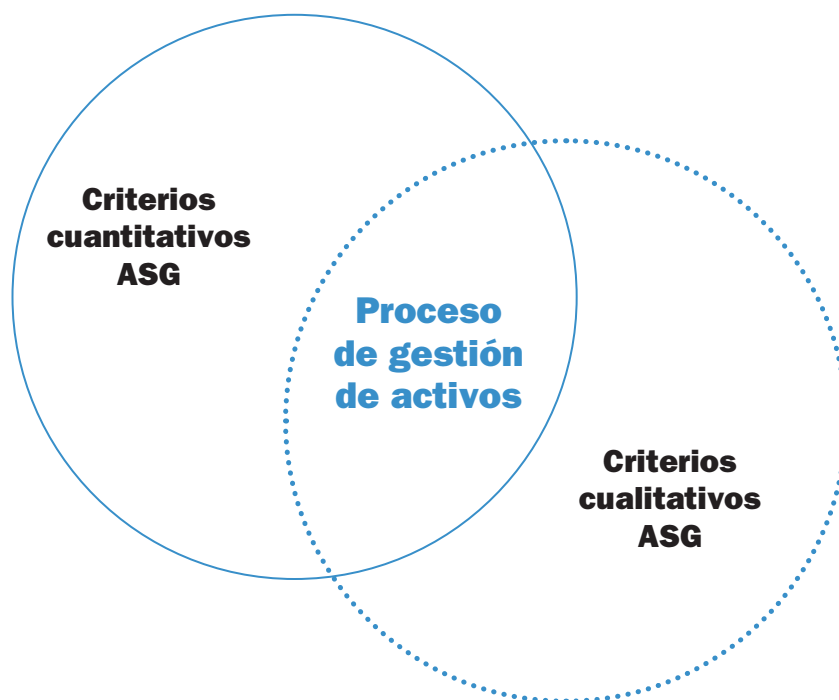 Criterios
cuantitativos
ASG
Proceso
de gestión
de activos
Criterios
cualitativos
ASG